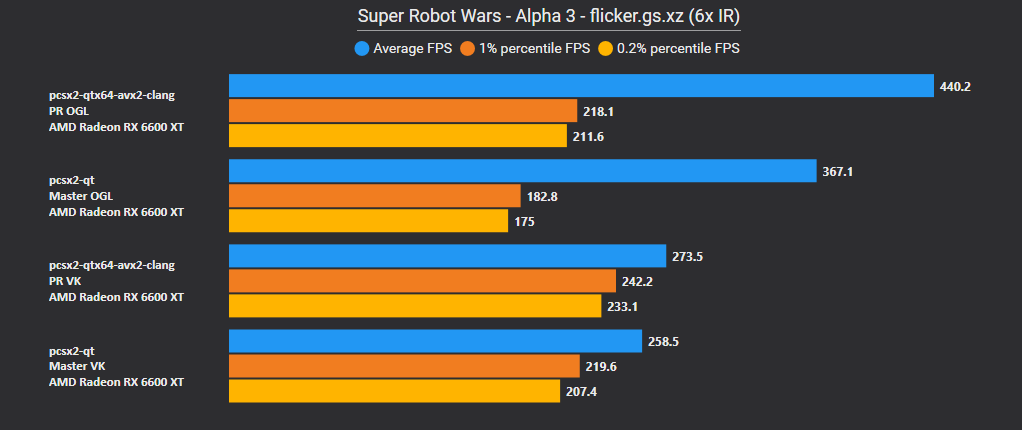 Super Robot Wars - Alpha 3 - flicker.gs.xz (6x IR)
Average FPS 1% percentile FPS 0.2% percentile FPS
pcsx2-qtx64-avx2-clang
PR OGL
AMD Radeon RX 6600 XT
440.2
218.1
211.6
pcsx2-qt
Master OGL
AMD Radeon RX 6600 XT
367.1
182.8
175
pcsx2-qtx64-avx2-clang
PR VK
AMD Radeon RX 6600 XT
273.5
242.2
233.1
pcsx2-qt
Master VK
AMD Radeon RX 6600 XT
258.5
219.6
207.4